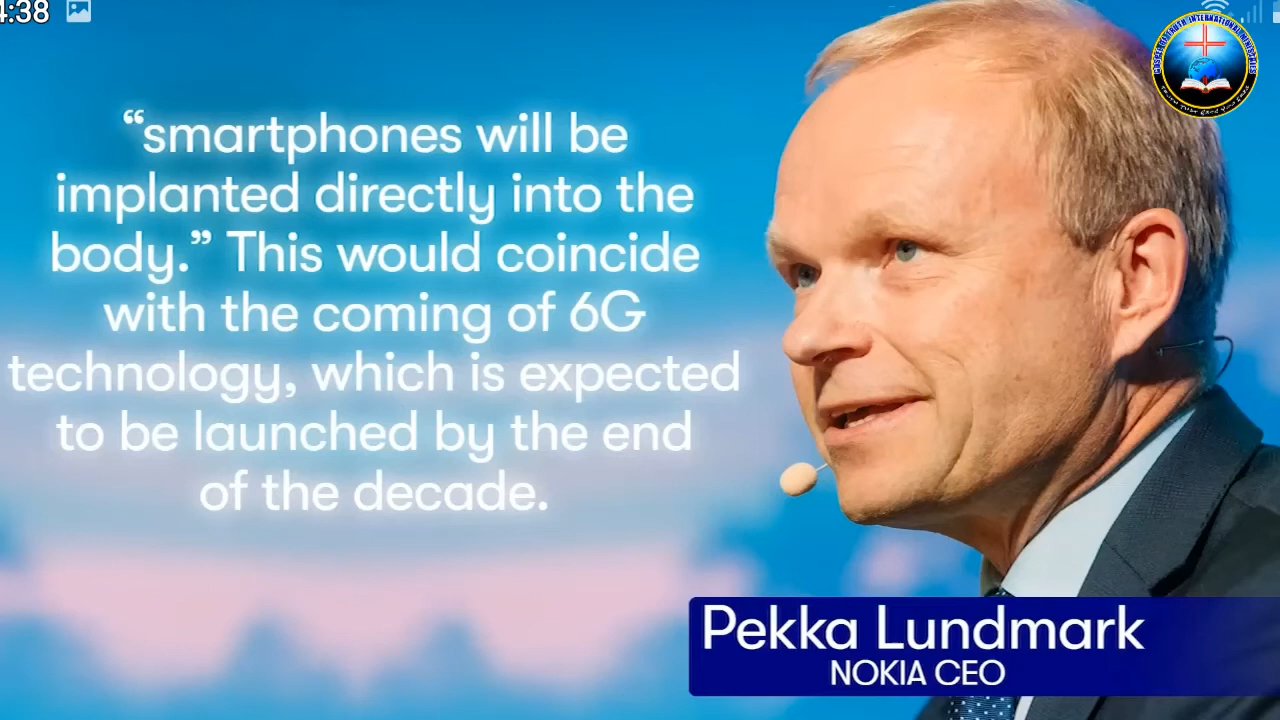 4:38
“smartphones will be
implanted directly into the
body.” This would coincide
with the coming of 6G
technology, which is expected
to be launched by the end
of the decade.
Pekka Lundmark
NOKIA CEO